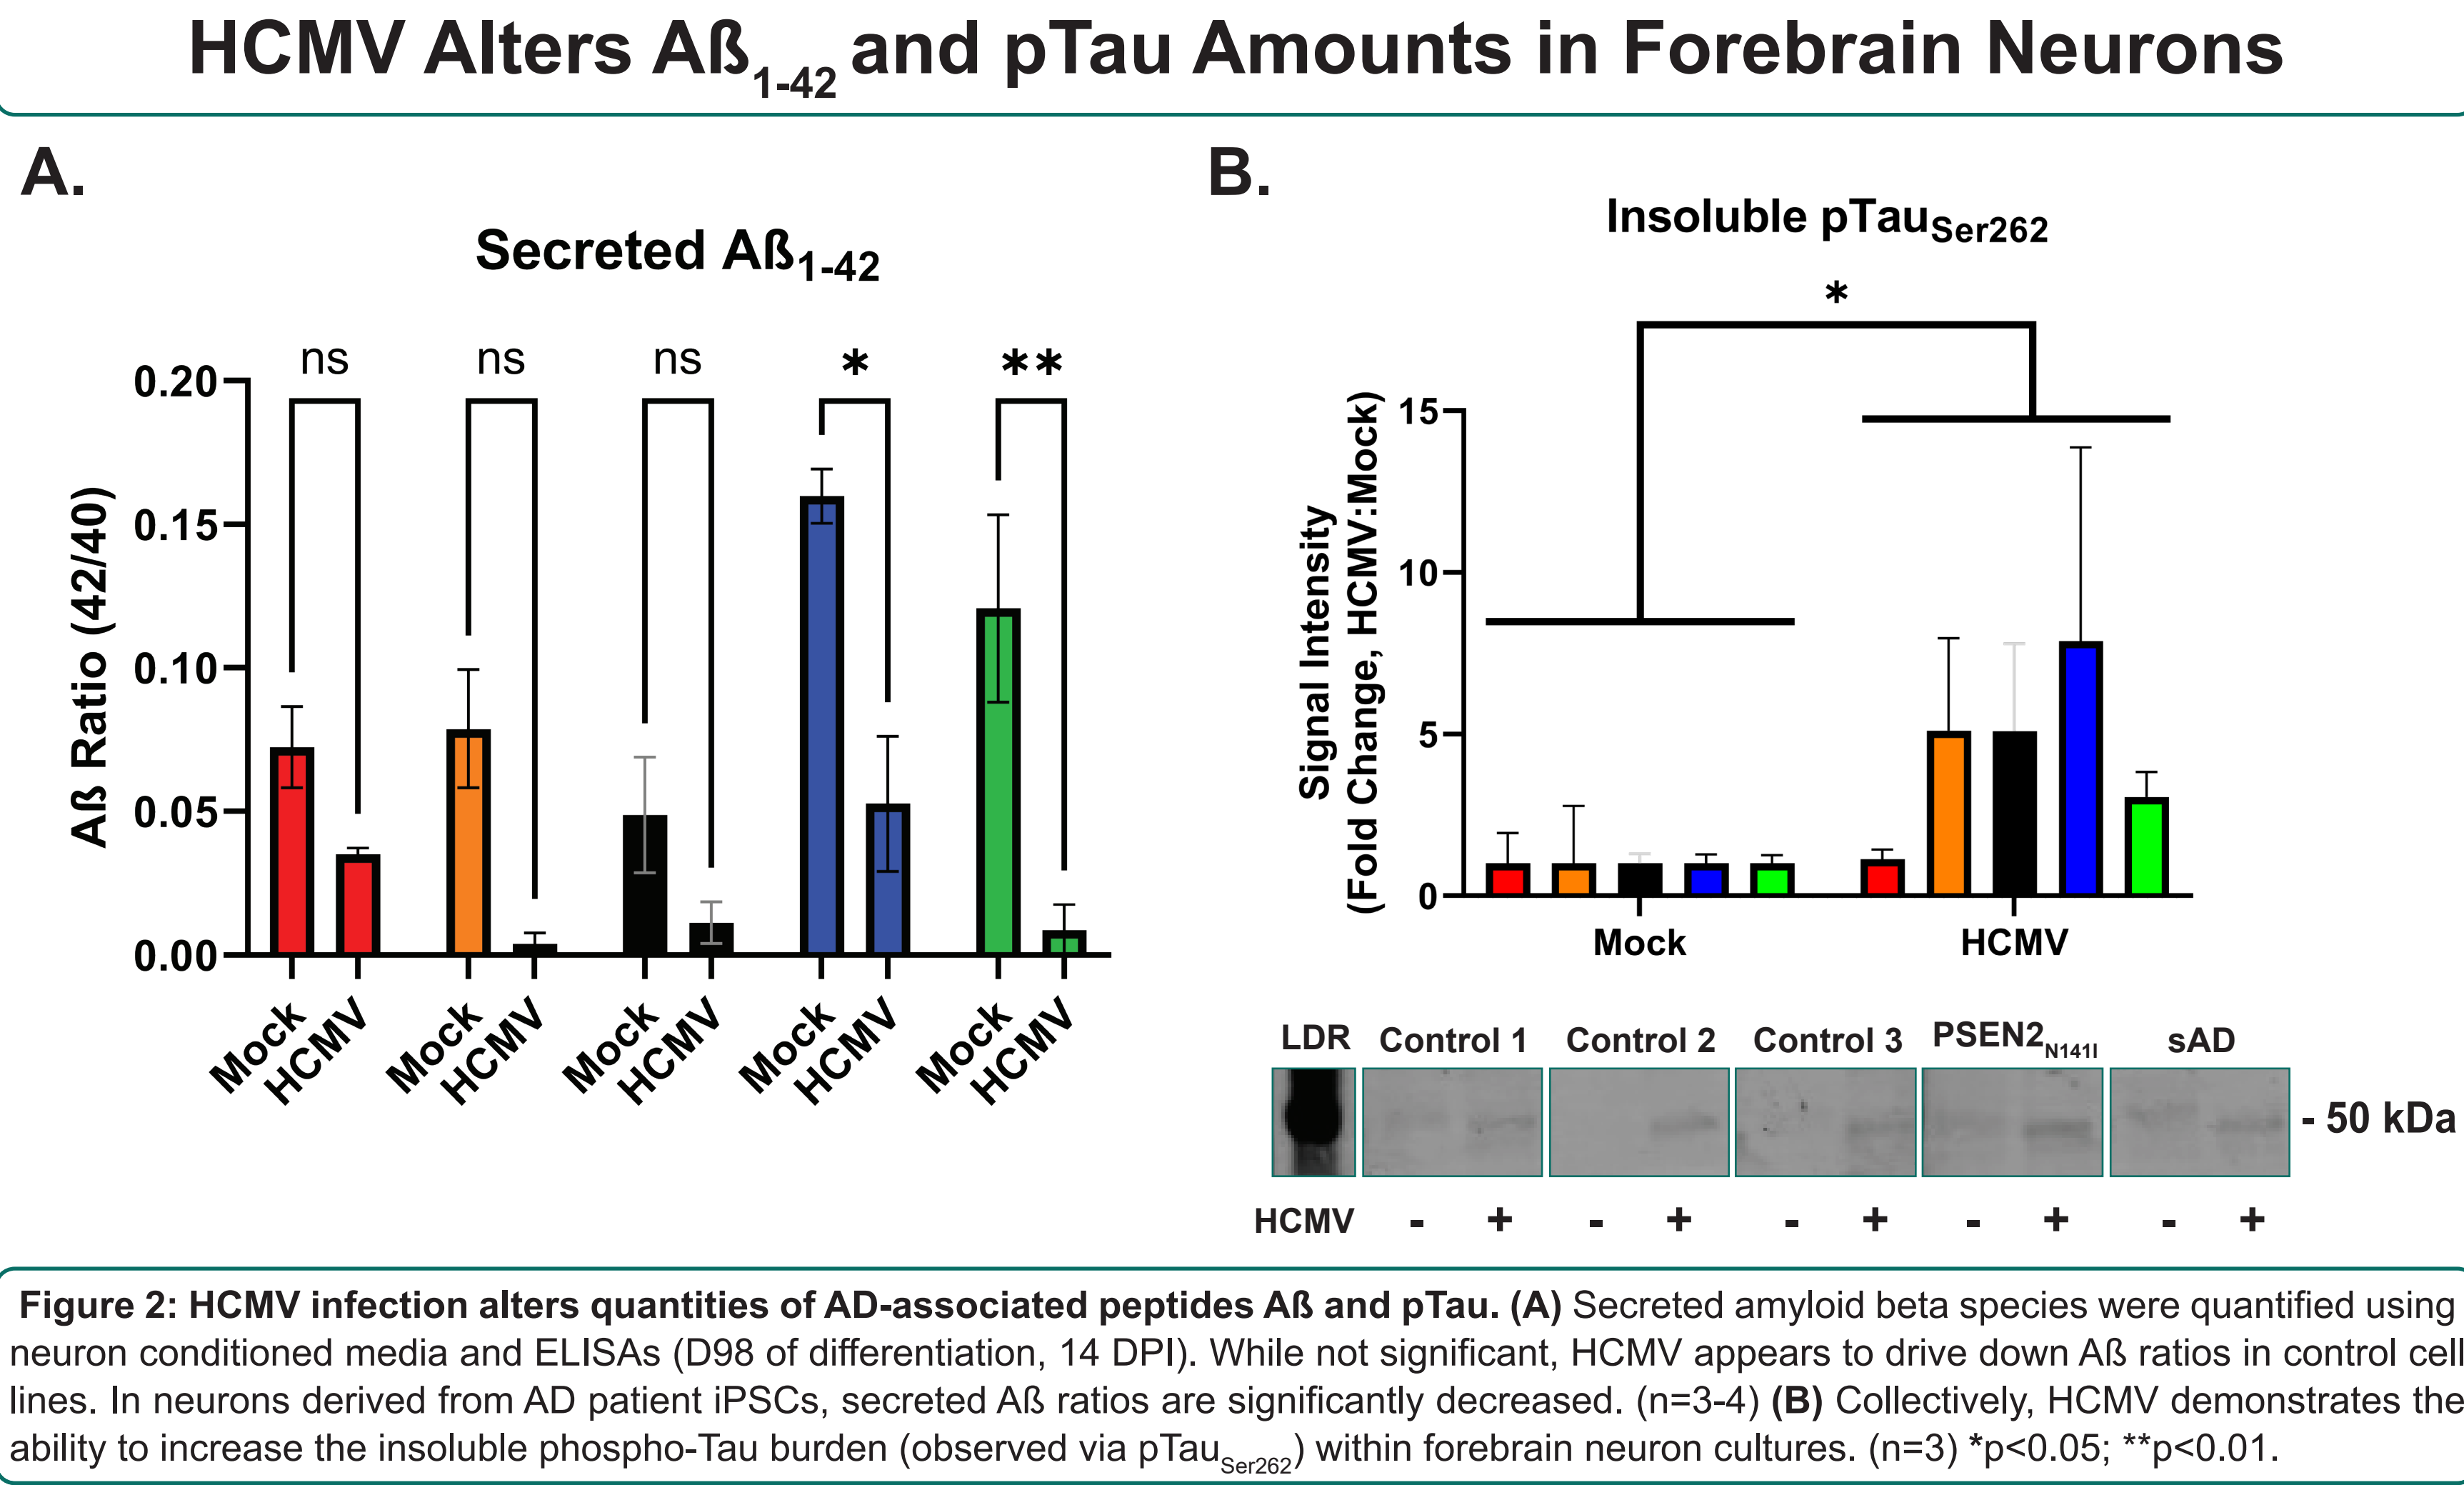 HCMV Alters Aß1-42 and pTau Amounts in Forebrain Neurons
A.
Secreted Aß1-42
ns ns ns * **
Aß Ratio (42/40)
0.20
0.15
0.10
0.05
0.00
Mock HCMV Mock HCMV Mock HCMV Mock HCMV Mock HCMV
B.
Insoluble pTauSer262
*
Signal Intensity
(Fold Change, HCMV:Mock)
15
10
5
0
Mock HCMV
LDR Control 1 Control 2 Control 3 PSEN2N141I sAD
- 50 kDa
HCMV - + - + - + - + - +
Figure 2: HCMV infection alters quantities of AD-associated peptides Aß and pTau. (A) Secreted amyloid beta species were quantified using
neuron conditioned media and ELISAs (D98 of differentiation, 14 DPI). While not significant, HCMV appears to drive down Aß ratios in control cell
lines. In neurons derived from AD patient iPSCs, secreted Aß ratios are significantly decreased. (n=3-4) (B) Collectively, HCMV demonstrates the
ability to increase the insoluble phospho-Tau burden (observed via pTauSer262) within forebrain neuron cultures. (n=3) *p<0.05; **p<0.01.